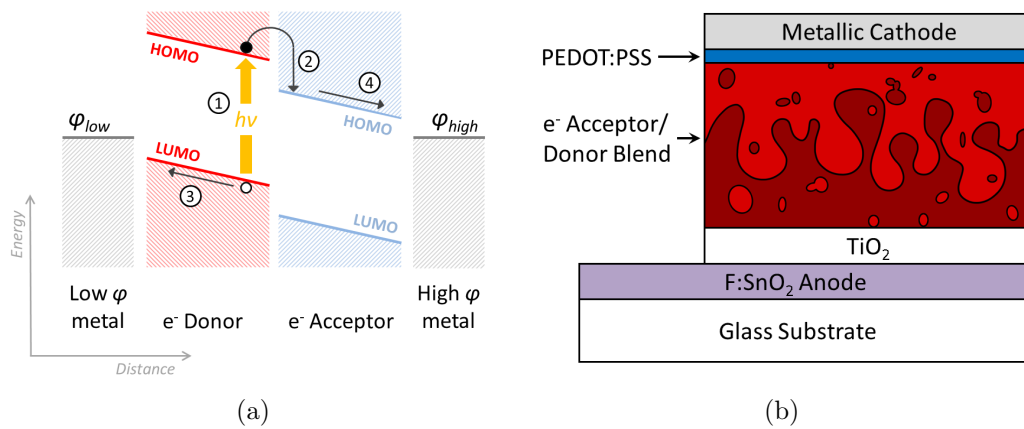 HOMO
①
hν
②
④
HOMO
φlow
LUMO
③
LUMO
φhigh
Energy
Low φ
metal
e⁻ Donor
e⁻ Acceptor
High φ
metal
Distance
(a)
Metallic Cathode
PEDOT:PSS
e⁻ Acceptor/
Donor Blend
TiO₂
F:SnO₂ Anode
Glass Substrate
(b)